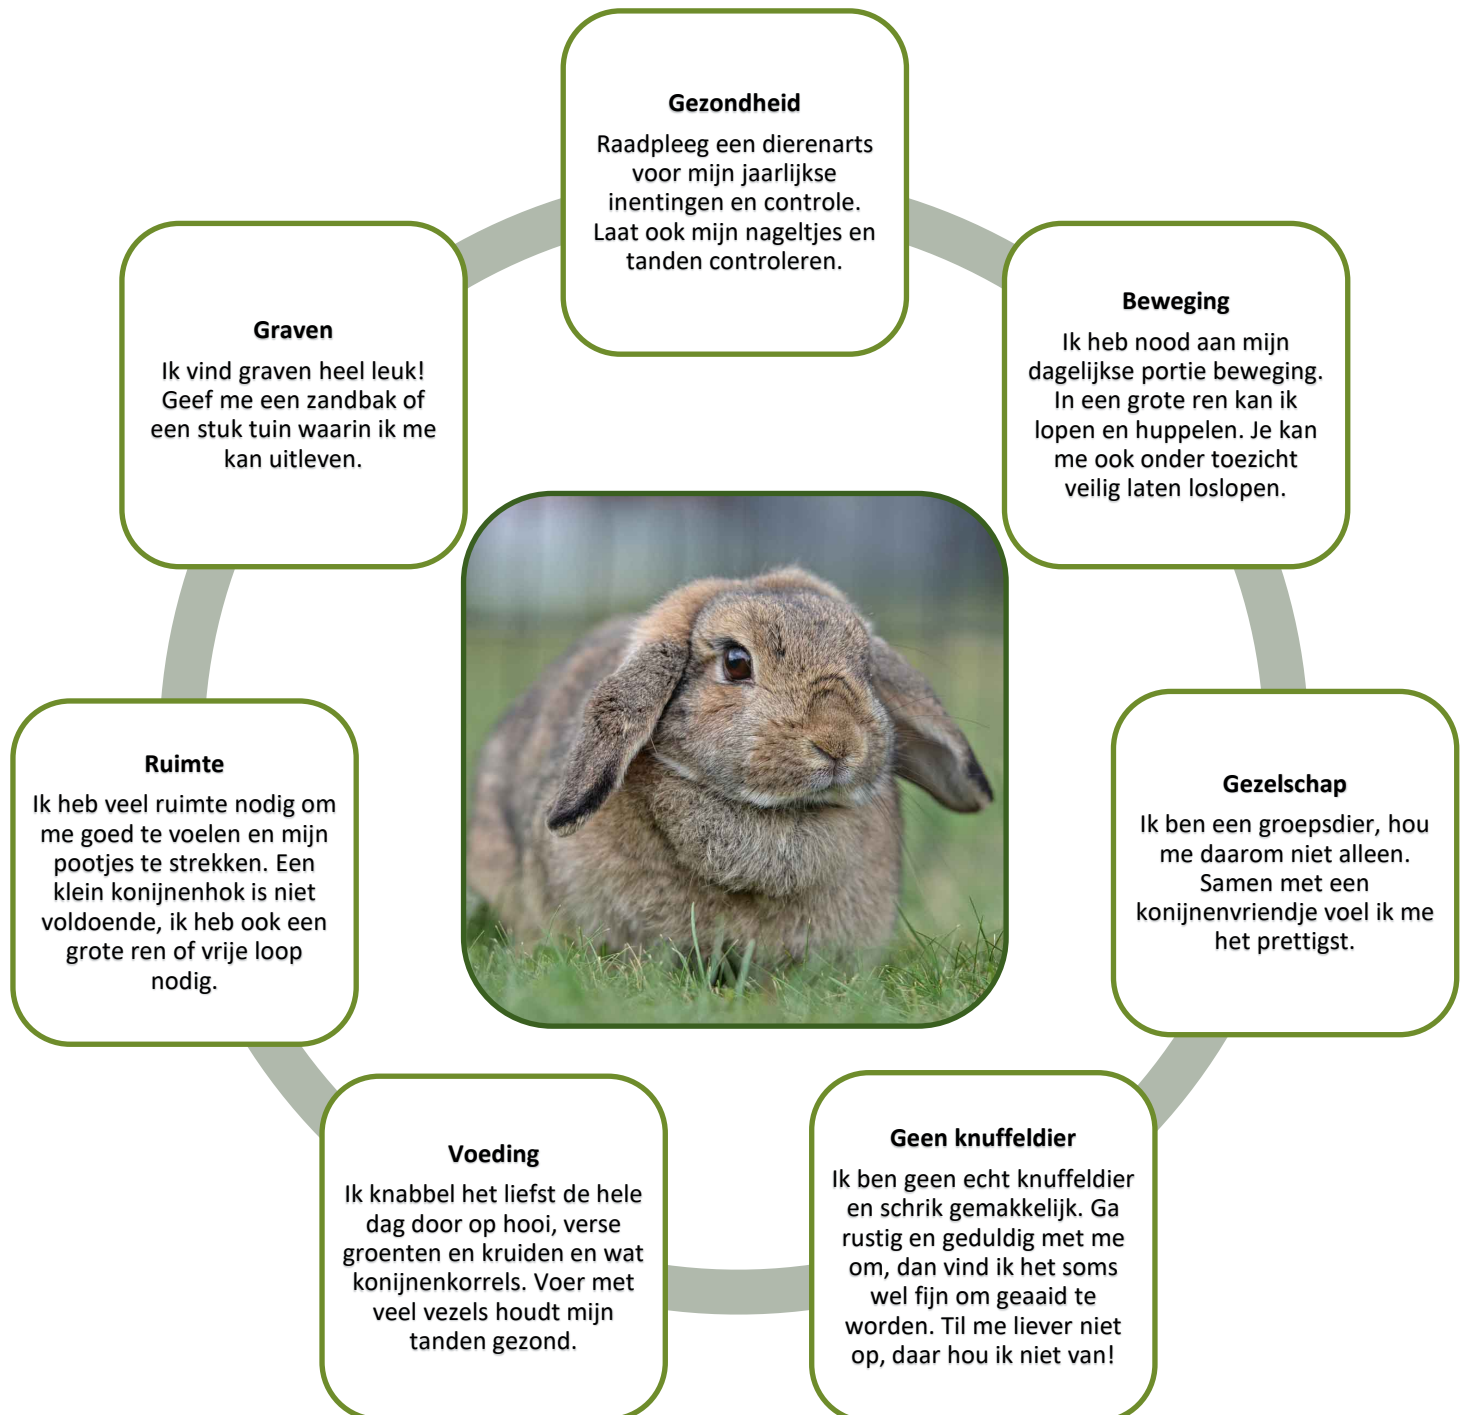 Gezondheid
Raadpleeg een dierenarts
voor mijn jaarlijkse
inentingen en controle.
Laat ook mijn nageltjes en
tanden controleren.
Beweging
Ik heb nood aan mijn
dagelijkse portie beweging.
In een grote ren kan ik
lopen en huppelen. Je kan
me ook onder toezicht
veilig laten loslopen.
Gezelschap
Ik ben een groepsdier, hou
me daarom niet alleen.
Samen met een
konijnenvriendje voel ik me
het prettigst.
Geen knuffeldier
Ik ben geen echt knuffeldier
en schrik gemakkelijk. Ga
rustig en geduldig met me
om, dan vind ik het soms
wel fijn om geaaid te
worden. Til me liever niet
op, daar hou ik niet van!
Voeding
Ik knabbel het liefst de hele
dag door op hooi, verse
groenten en kruiden en wat
konijnenkorrels. Voer met
veel vezels houdt mijn
tanden gezond.
Ruimte
Ik heb veel ruimte nodig om
me goed te voelen en mijn
pootjes te strekken. Een
klein konijnenhok is niet
voldoende, ik heb ook een
grote ren of vrije loop
nodig.
Graven
Ik vind graven heel leuk!
Geef me een zandbak of
een stuk tuin waarin ik me
kan uitleven.